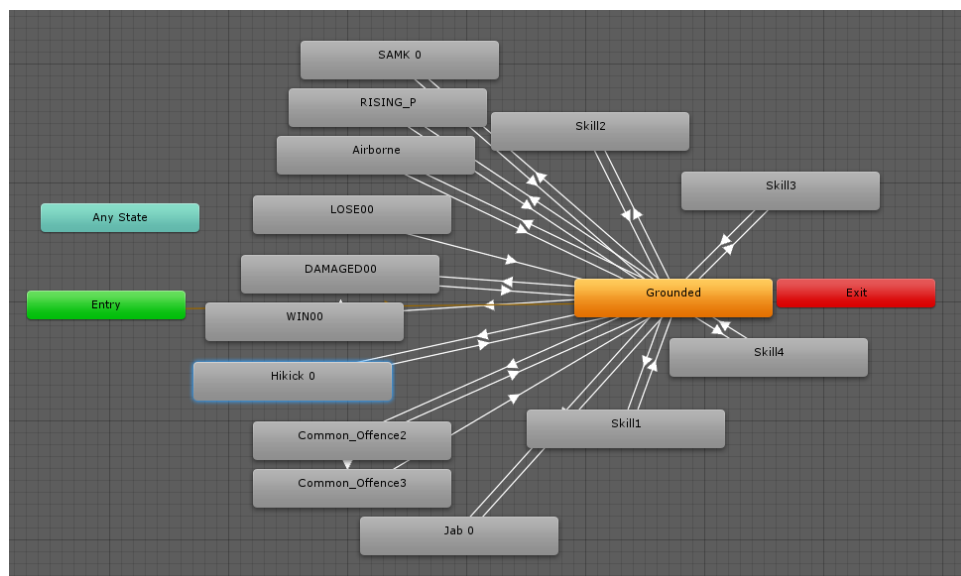 SAMK 0
RISING_P
Skill2
Airborne
Skill3
LOSE00
Any State
DAMAGED00
Grounded
Exit
Entry
WIN00
Skill4
Hikick 0
Skill1
Common_Offence2
Common_Offence3
Jab 0